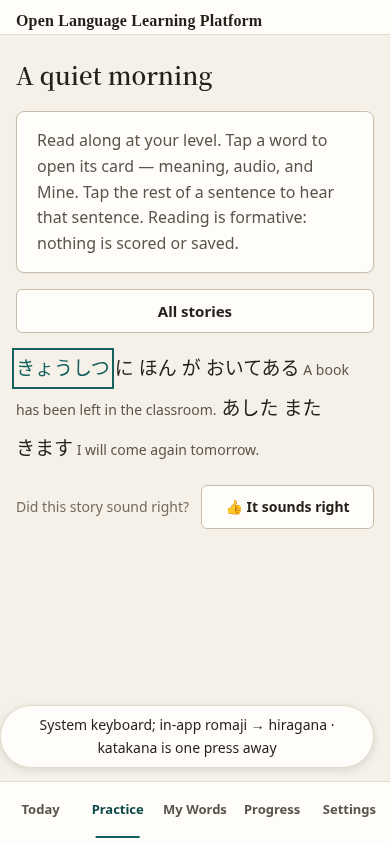 Open Language Learning Platform
A quiet morning
Read along at your level. Tap a word to
open its card — meaning, audio, and
Mine. Tap the rest of a sentence to hear
that sentence. Reading is formative:
nothing is scored or saved.
All stories
きょうしつ に ほん が おいてある A book
has been left in the classroom. あした また
きます I will come again tomorrow.
Did this story sound right? 👍 It sounds right
System keyboard; in-app romaji → hiragana ·
katakana is one press away
Today Practice My Words Progress Settings